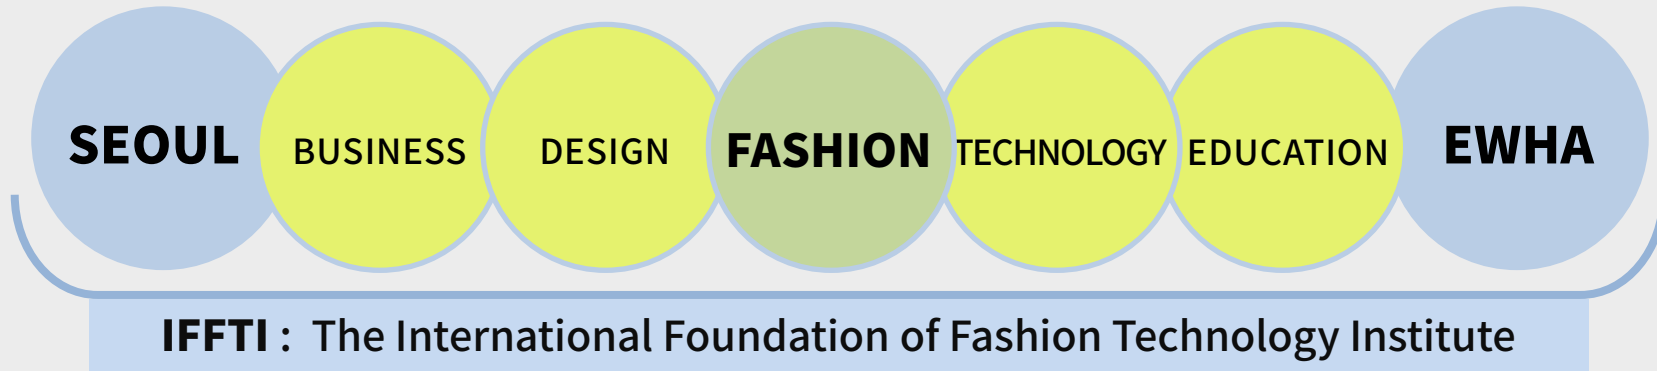 SEOUL BUSINESS DESIGN FASHION TECHNOLOGY EDUCATION EWHA
IFFTI : The International Foundation of Fashion Technology Institute